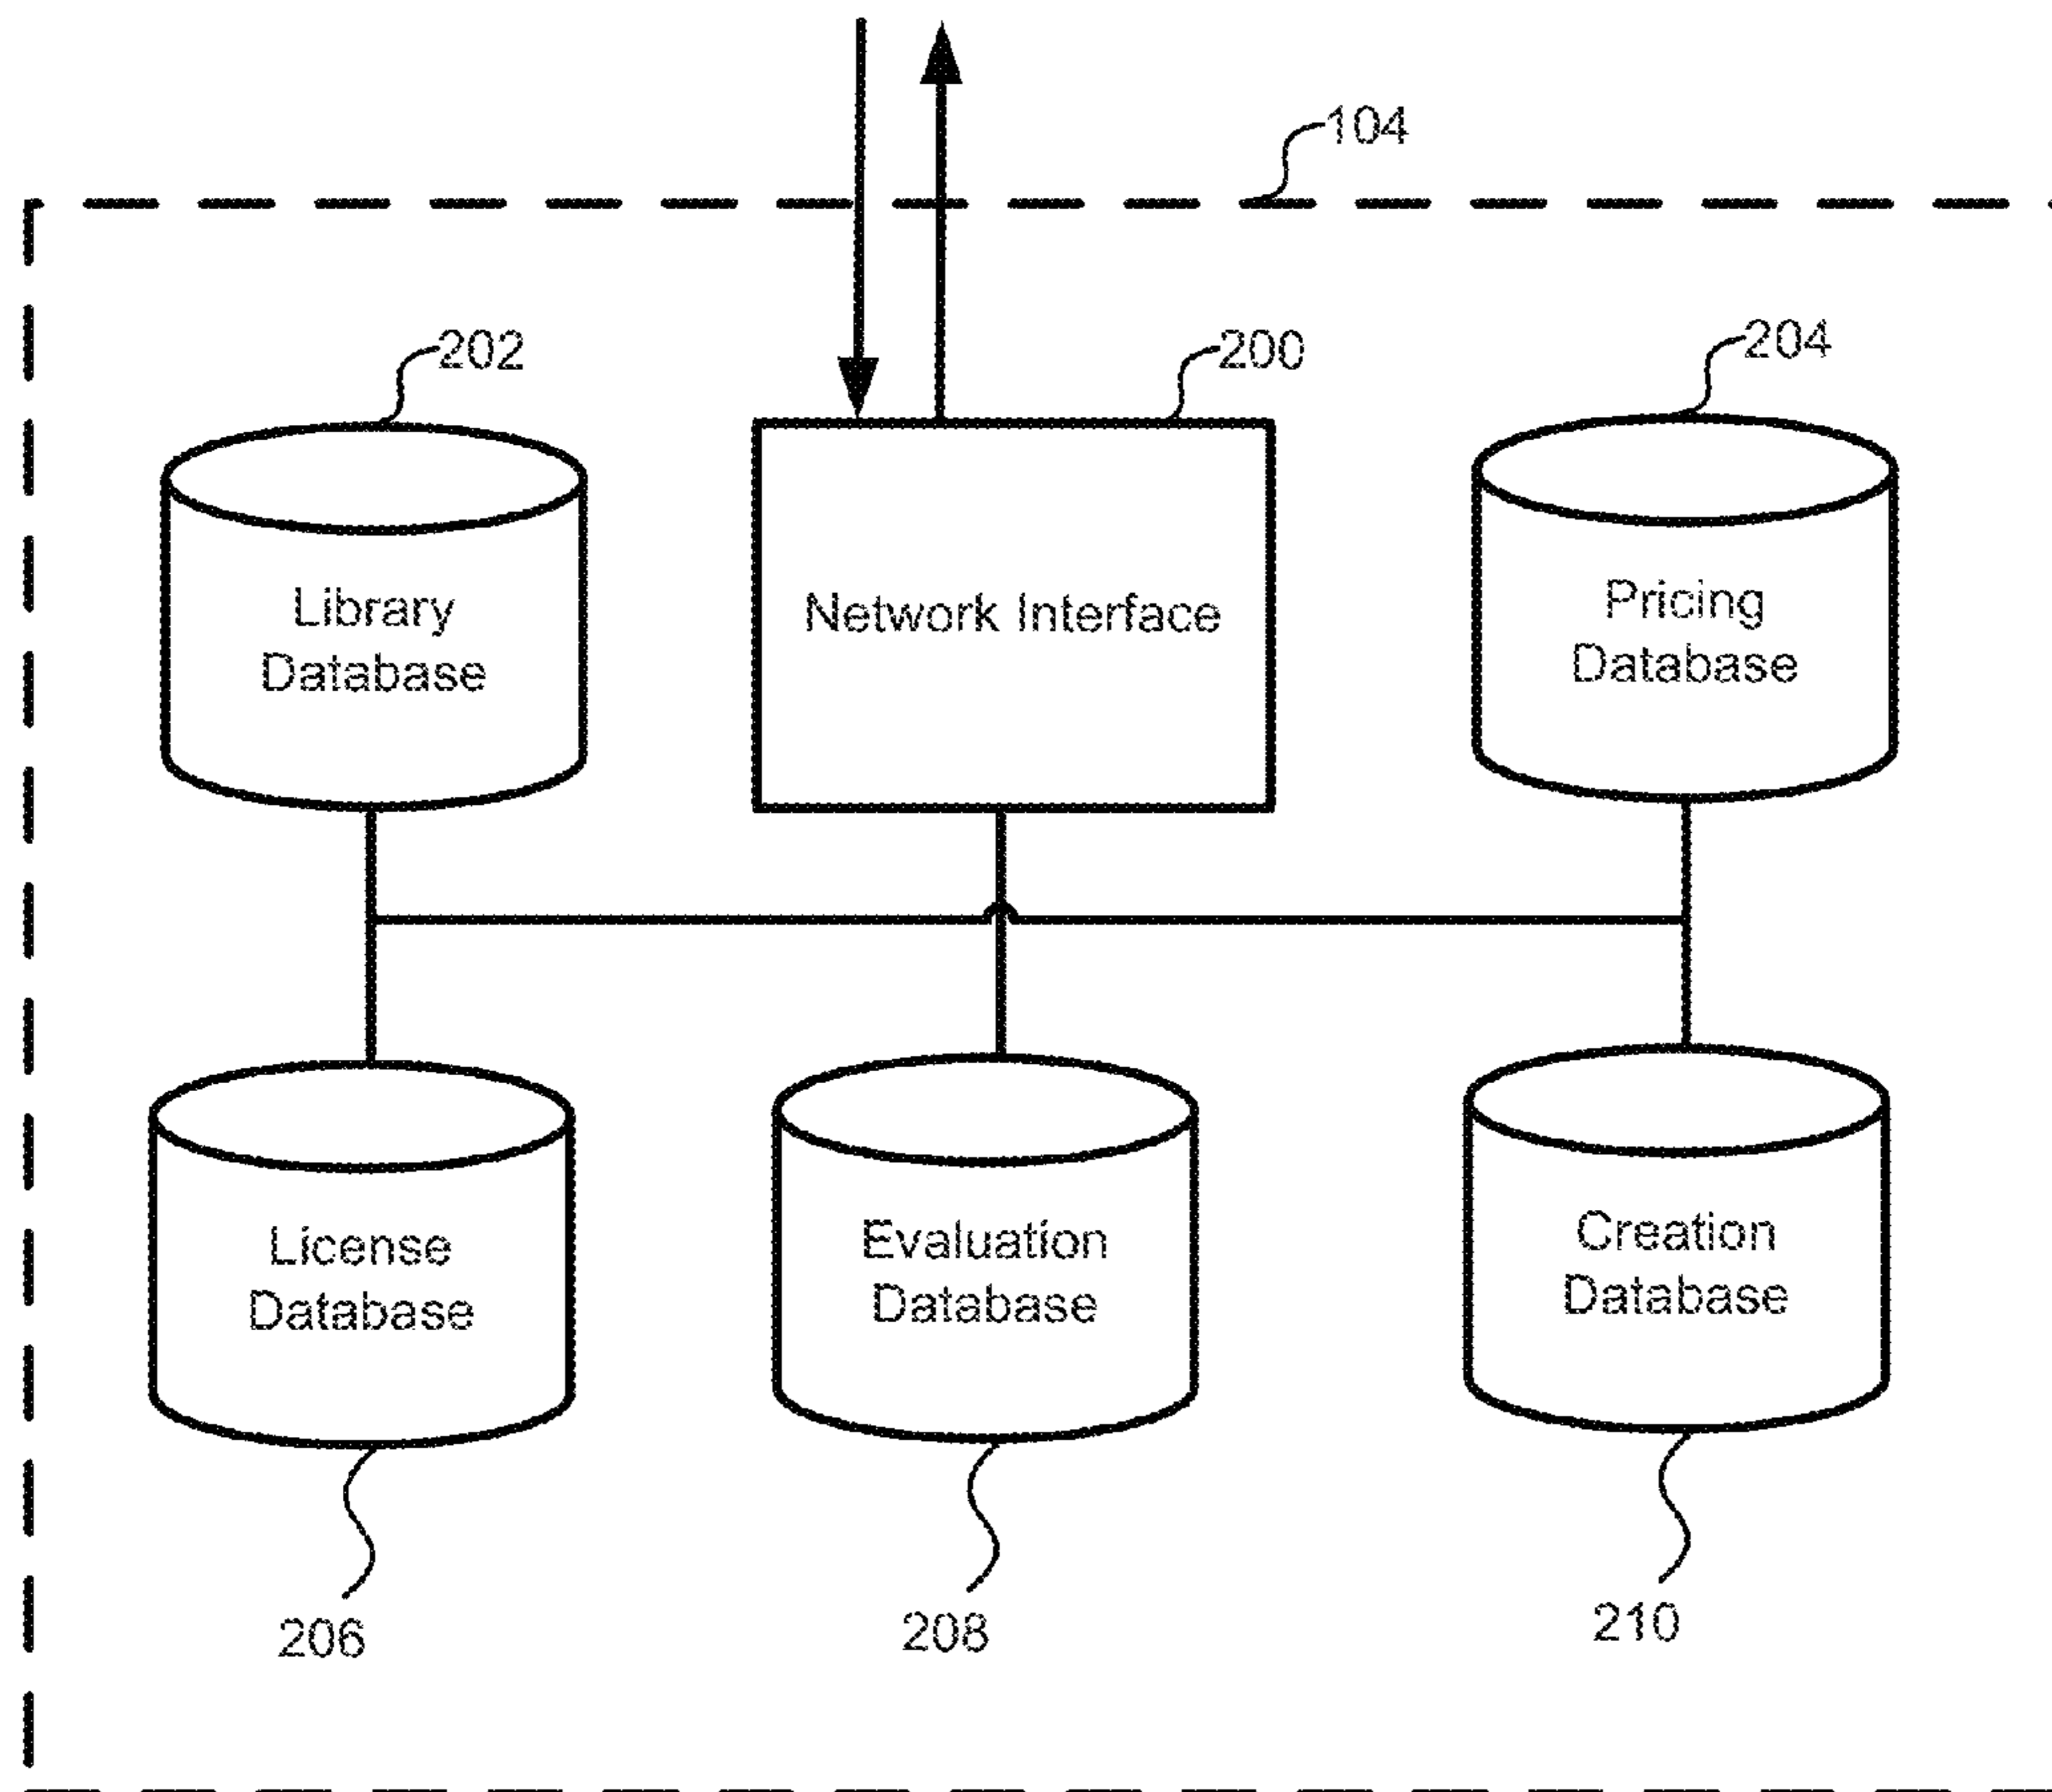 104
202
200
204
Library
Database
Network Interface
Pricing
Database
License
Database
Evaluation
Database
Creation
Database
206
208
210